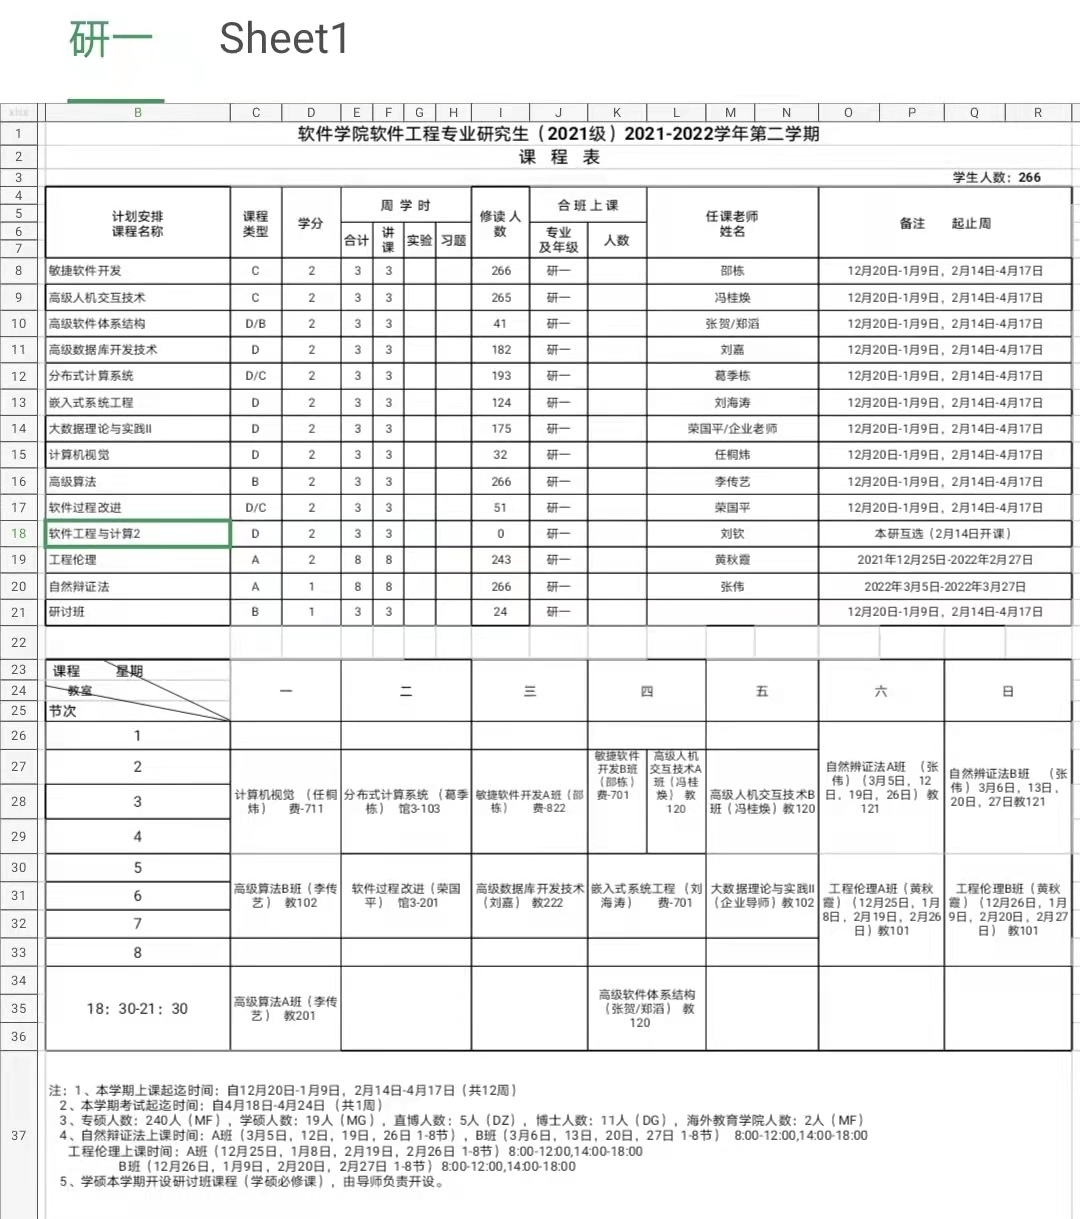 研一 Sheet1
xlsx B C D E F G H I J K L M N O P Q R
1 软件学院软件工程专业研究生（2021级）2021-2022学年第二学期
2 课 程 表
3 学生人数：266
4 计划安排 课程名称 课程类型 学分 周 学 时 修读人数 合 班 上 课 任课老师 姓名 备注 起止周
5
6 合计 讲课 实验 习题 专业及年级 人数
7
8 敏捷软件开发 C 2 3 3 266 研一 邵栋 12月20日-1月9日，2月14日-4月17日
9 高级人机交互技术 C 2 3 3 265 研一 冯桂焕 12月20日-1月9日，2月14日-4月17日
10 高级软件体系结构 D/B 2 3 3 41 研一 张贺/郑滔 12月20日-1月9日，2月14日-4月17日
11 高级数据库开发技术 D 2 3 3 182 研一 刘嘉 12月20日-1月9日，2月14日-4月17日
12 分布式计算系统 D/C 2 3 3 193 研一 葛季栋 12月20日-1月9日，2月14日-4月17日
13 嵌入式系统工程 D 2 3 3 124 研一 刘海涛 12月20日-1月9日，2月14日-4月17日
14 大数据理论与实践II D 2 3 3 175 研一 荣国平/企业老师 12月20日-1月9日，2月14日-4月17日
15 计算机视觉 D 2 3 3 32 研一 任桐炜 12月20日-1月9日，2月14日-4月17日
16 高级算法 B 2 3 3 266 研一 李传艺 12月20日-1月9日，2月14日-4月17日
17 软件过程改进 D/C 2 3 3 51 研一 荣国平 12月20日-1月9日，2月14日-4月17日
18 软件工程与计算2 D 2 3 3 0 研一 刘钦 本研互选（2月14日开课）
19 工程伦理 A 2 8 8 243 研一 黄秋霞 2021年12月25日-2022年2月27日
20 自然辩证法 A 1 8 8 266 研一 张伟 2022年3月5日-2022年3月27日
21 研讨班 B 1 3 3 24 研一 12月20日-1月9日，2月14日-4月17日
22
23 课程 星期
24 教室 一 二 三 四 五 六 日
25 节次
26 1
27 2
28 3
29 4
计算机视觉 （任桐炜） 费-711
分布式计算系统 （葛季栋） 馆3-103
敏捷软件开发A班（邵栋） 费-822
敏捷软件开发B班（邵栋）费-701
高级人机交互技术A班（冯桂焕） 教120
高级人机交互技术B班（冯桂焕）教120
自然辨证法A班 （张伟）（3月5日，12日，19日，26日）教121
自然辨证法B班 （张伟）3月6日，13日，20日，27日教121
30 5
31 6
32 7
33 8
高级算法B班（李传艺） 教102
软件过程改进（荣国平） 馆3-201
高级数据库开发技术（刘嘉）教222
嵌入式系统工程（刘海涛） 费-701
大数据理论与实践II（企业导师）教102
工程伦理A班（黄秋霞）（12月25日，1月8日，2月19日，2月26日）教101
工程伦理B班（黄秋霞）（12月26日，1月9日，2月20日，2月27日） 教101
34
35 18：30-21：30
36
高级算法A班（李传艺） 教201
高级软件体系结构（张贺/郑滔） 教120
37
注：1、本学期上课起迄时间：自12月20日-1月9日，2月14日-4月17日（共12周）
2、本学期考试起迄时间：自4月18日-4月24日（共1周）
3、专硕人数：240人（MF），学硕人数：19人（MG），直博人数：5人（DZ），博士人数：11人（DG），海外教育学院人数：2人（MF）
4、自然辩证法上课时间：A班（3月5日，12日，19日，26日 1-8节），B班（3月6日，13日，20日，27日 1-8节） 8:00-12:00,14:00-18:00
工程伦理上课时间：A班（12月25日，1月8日，2月19日，2月26日 1-8节）8:00-12:00,14:00-18:00
B班（12月26日，1月9日，2月20日，2月27日 1-8节）8:00-12:00,14:00-18:00
5、学硕本学期开设研讨班课程（学硕必修课），由导师负责开设。